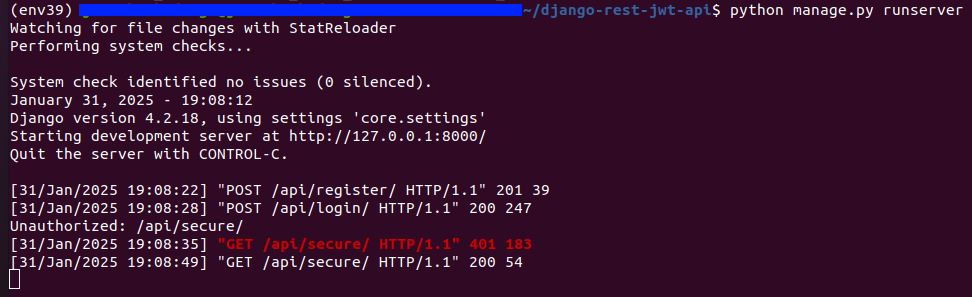 (env39) ~/django-rest-jwt-api$ python manage.py runserver
Watching for file changes with StatReloader
Performing system checks...
System check identified no issues (0 silenced).
January 31, 2025 - 19:08:12
Django version 4.2.18, using settings 'core.settings'
Starting development server at http://127.0.0.1:8000/
Quit the server with CONTROL-C.
[31/Jan/2025 19:08:22] "POST /api/register/ HTTP/1.1" 201 39
[31/Jan/2025 19:08:28] "POST /api/login/ HTTP/1.1" 200 247
Unauthorized: /api/secure/
[31/Jan/2025 19:08:35] "GET /api/secure/ HTTP/1.1" 401 183
[31/Jan/2025 19:08:49] "GET /api/secure/ HTTP/1.1" 200 54